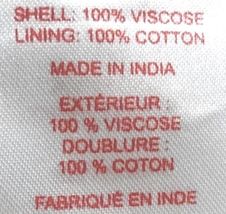 SHELL: 100% VISCOSE
LINING: 100% COTTON
MADE IN INDIA
EXTÉRIEUR :
100 % VISCOSE
DOUBLURE :
100 % COTON
FABRIQUÉ EN INDE